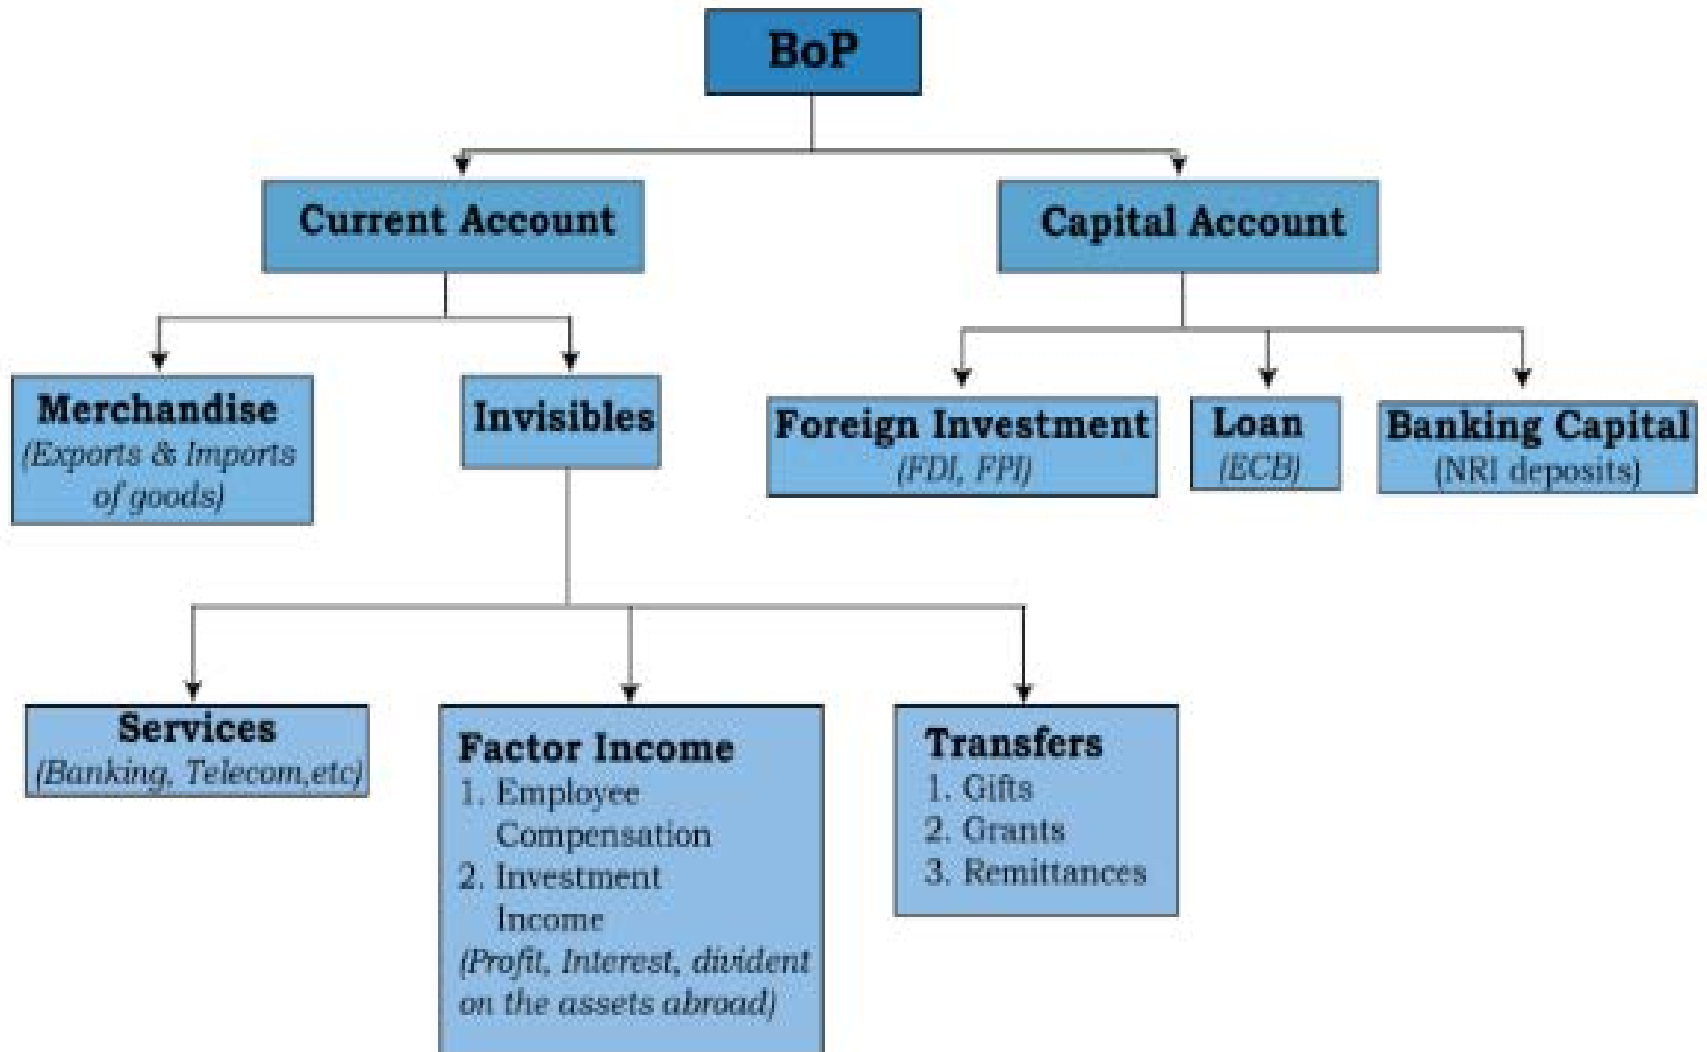 BoP
Current Account
Capital Account
Merchandise
(Exports & Imports
of goods)
Invisibles
Foreign Investment
(FDI, FPI)
Loan
(ECB)
Banking Capital
(NRI deposits)
Services
(Banking, Telecom,etc)
Factor Income
1. Employee
Compensation
2. Investment
Income
(Profit, Interest, divident
on the assets abroad)
Transfers
1. Gifts
2. Grants
3. Remittances